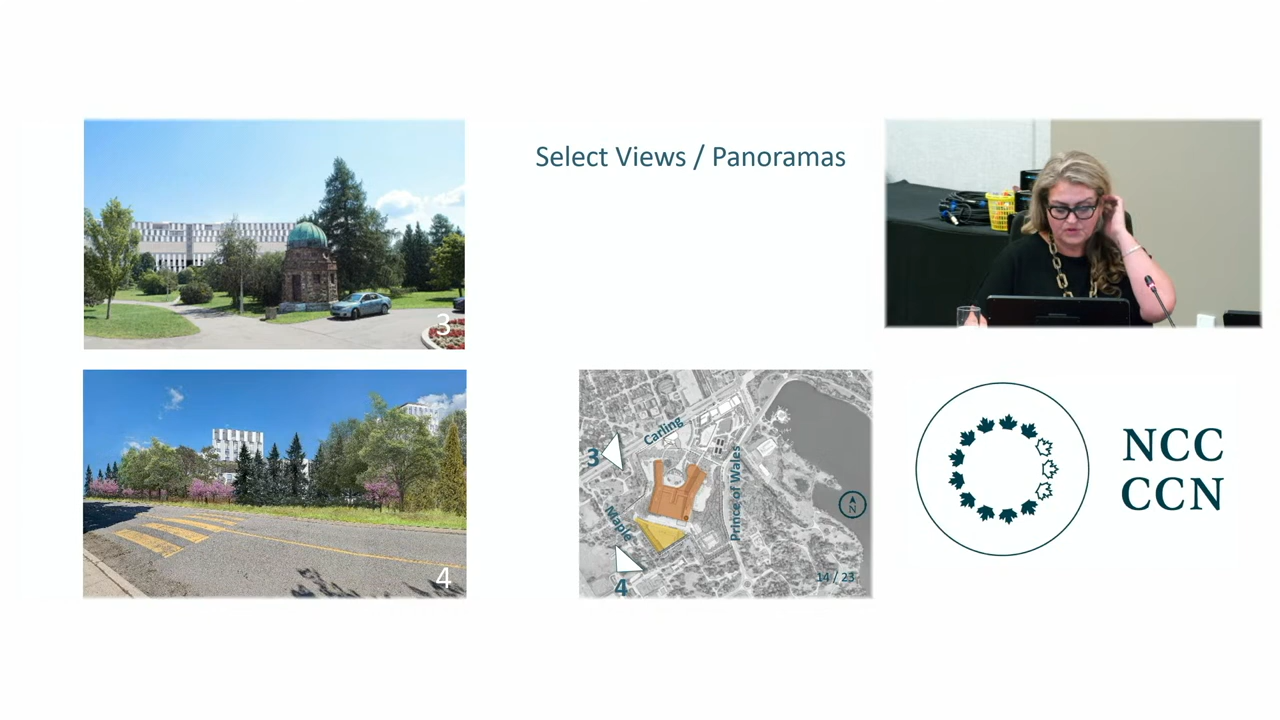 Select Views / Panoramas
3
4
Carling
3
Maple
Prince of Wales
4
A
N
14 / 23
NCC
CCN